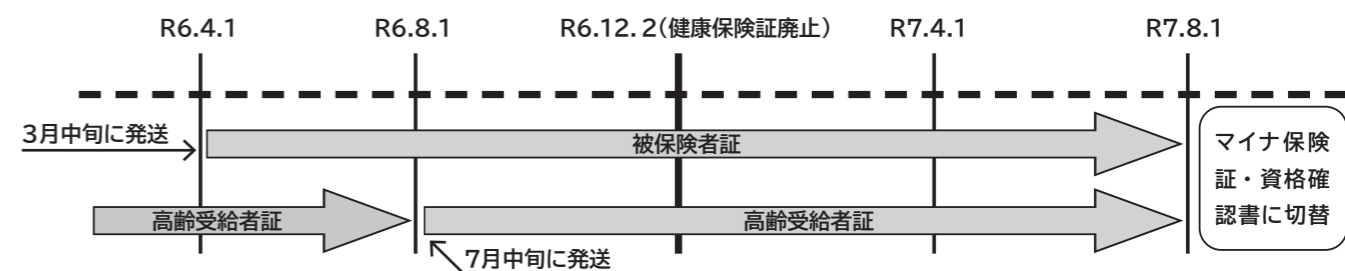 R6.4.1
R6.8.1
R6.12.2(健康保険証廃止)
R7.4.1
R7.8.1
3月中旬に発送
被保険者証
マイナ保険
証・資格確
認書に切替
高齢受給者証
高齢受給者証
7月中旬に発送